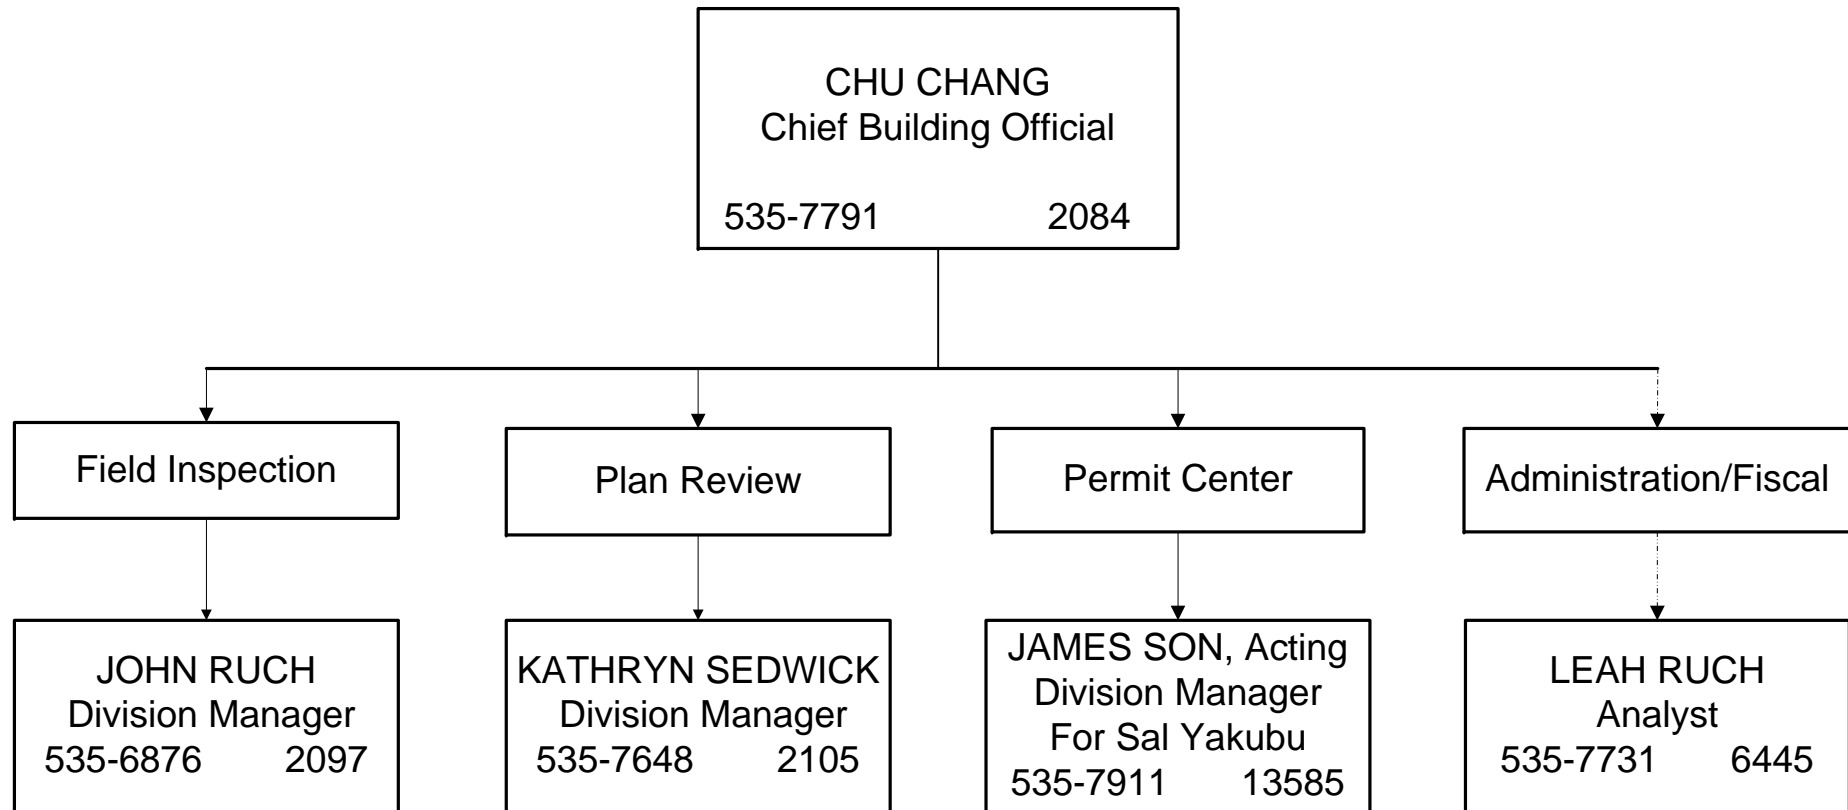 CHU CHANG
Chief Building Official
535-7791 2084
Field Inspection
Plan Review
Permit Center
Administration/Fiscal
JOHN RUCH
Division Manager
535-6876 2097
KATHRYN SEDWICK
Division Manager
535-7648 2105
JAMES SON, Acting
Division Manager
For Sal Yakubu
535-7911 13585
LEAH RUCH
Analyst
535-7731 6445